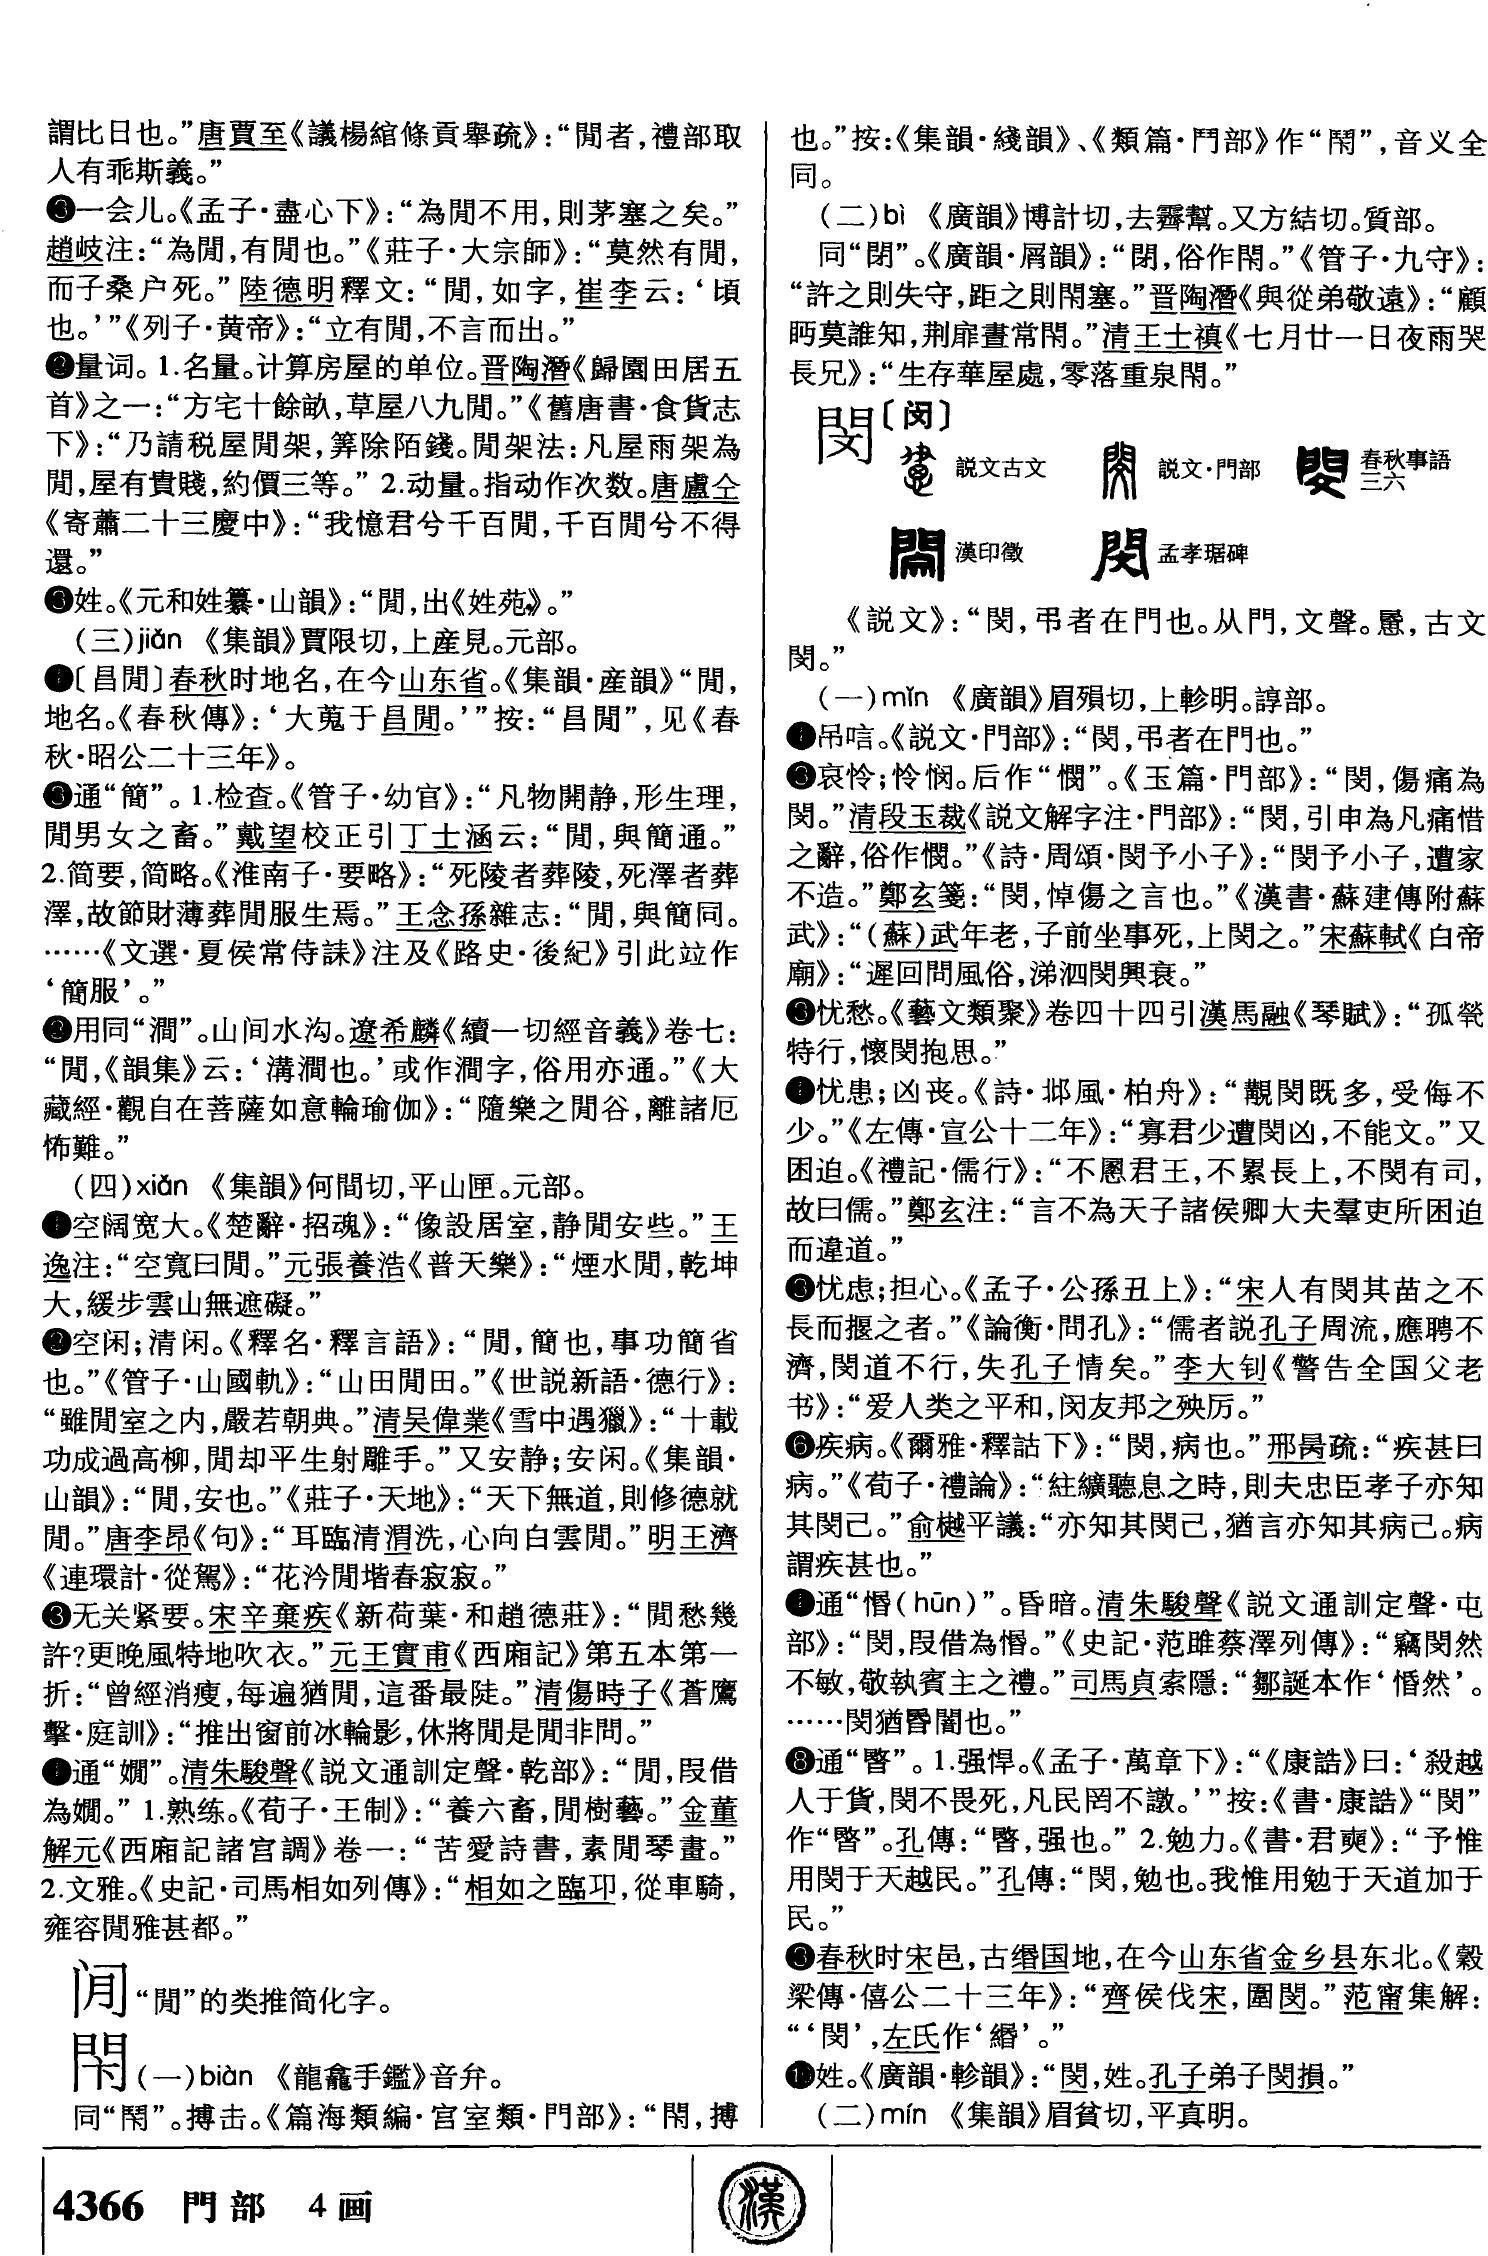 謂比日也。”唐賈至《議楊綰條貢舉疏》：“閒者，禮部取
人有乖斯義。”
❸一会儿。《孟子·盡心下》：“為閒不用，則茅塞之矣。”
趙岐注：“為閒，有閒也。”《莊子·大宗師》：“莫然有閒，
而子桑户死。”陸德明釋文：“閒，如字，崔李云：‘頃
也。’”《列子·黄帝》：“立有閒，不言而出。”
量词。1.名量。计算房屋的单位。晋陶潛《歸園田居五
首》之一：“方宅十餘畝，草屋八九閒。”《舊唐書·食貨志
下》：“乃請税屋閒架，筭除陌錢。閒架法：凡屋兩架為
閒，屋有貴賤，約價三等。”2.动量。指动作次数。唐盧仝
《寄蕭二十三慶中》：“我憶君兮千百閒，千百閒兮不得
還。”
姓。《元和姓纂·山韻》：“閒，出《姓苑》。”
(三)jiǎn 《集韻》賈限切，上産見。元部。
❶〔昌閒〕春秋时地名，在今山东省。《集韻·産韻》“閒，
地名。《春秋傳》：‘大蒐于昌閒。’”按：“昌閒”，见《春
秋·昭公二十三年》。
通“簡”。1.检查。《管子·幼官》：“凡物開静，形生理，
閒男女之畜。”戴望校正引丁士涵云：“閒，與簡通。”
2.简要，简略。《淮南子·要略》：“死陵者葬陵，死澤者葬
澤，故節財薄葬閒服生焉。”王念孫雜志：“閒，與簡同。
……《文選·夏侯常侍誄》注及《路史·後紀》引此竝作
‘簡服’。”
用同“澗”。山间水沟。遼希麟《續一切經音義》卷七：
“閒，《韻集》云：‘溝澗也。’或作澗字，俗用亦通。”《大
藏經·觀自在菩薩如意輪瑜伽》：“隨樂之閒谷，離諸厄
怖難。”
(四)xián 《集韻》何間切，平山匣。元部。
❶空阔宽大。《楚辭·招魂》：“像設居室，静閒安些。”王
逸注：“空寬曰閒。”元張養浩《普天樂》：“煙水閒，乾坤
大，緩步雲山無遮礙。”
❷空闲；清闲。《釋名·釋言語》：“閒，簡也，事功簡省
也。”《管子·山國軌》：“山田閒田。”《世説新語·德行》：
“雖閒室之内，嚴若朝典。”清吴偉業《雪中遇獵》：“十載
功成過高柳，閒却平生射雕手。”又安静；安闲。《集韻·
山韻》：“閒，安也。”《莊子·天地》：“天下無道，則修德就
閒。”唐李昂《句》：“耳臨清渭洗，心向白雲閒。”明王濟
《連環計·從駕》：“花泠閒堦春寂寂。”
❸无关紧要。宋辛棄疾《新荷葉·和趙德莊》：“閒愁幾
許？更晚風特地吹衣。”元王實甫《西廂記》第五本第一
折：“曾經消瘦，每遍猶閒，這番最陡。”清傷時子《蒼鷹
擊·庭訓》：“推出窗前冰輪影，休將閒是閒非問。”
❹通“嫺”。清朱駿聲《説文通訓定聲·乾部》：“閒，叚借
為嫺。”1.熟练。《荀子·王制》：“養六畜，閒樹藝。”金董
解元《西廂記諸宫調》卷一：“苦愛詩書，素閒琴畫。”
2.文雅。《史記·司馬相如列傳》：“相如之臨邛，從車騎，
雍容閒雅甚都。”
“閒”的类推简化字。
閇(一)biàn 《龍龕手鑑》音弁。
同“閞”。搏击。《篇海類編·宫室類·鬥部》：“閇，搏
也。”按：《集韻·綫韻》、《類篇·鬥部》作“閞”，音义全
同。
(二)bì 《廣韻》博計切，去霽幫。又方結切。質部。
同“閉”。《廣韻·屑韻》：“閉，俗作閇。”《管子·九守》：
“許之則失守，距之則閇塞。”晋陶潛《與從弟敬遠》：“顧
眄莫誰知，荆扉晝常閇。”清王士禛《七月廿一日夜雨哭
長兄》：“生存華屋處，零落重泉閇。”
閔〔闵〕
説文古文 説文·門部 春秋事語三六
漢印徵 孟孝琚碑
《説文》：“閔，弔者在門也。从門，文聲。㥸，古文
閔。”
(一)mǐn 《廣韻》眉殞切，上軫明。諄部。
❶吊唁。《説文·門部》：“閔，弔者在門也。”
哀怜；怜悯。后作“憫”。《玉篇·門部》：“閔，傷痛為
閔。”清段玉裁《説文解字注·門部》：“閔，引申為凡痛惜
之辭，俗作憫。”《詩·周頌·閔予小子》：“閔予小子，遭家
不造。”鄭玄箋：“閔，悼傷之言也。”《漢書·蘇建傳附蘇
武》：“(蘇)武年老，子前坐事死，上閔之。”宋蘇軾《白帝
廟》：“遲回問風俗，涕泗閔興衰。”
❸忧愁。《藝文類聚》卷四十四引漢馬融《琴賦》：“孤煢
特行，懷閔抱思。”
❹忧患；凶丧。《詩·邶風·柏舟》：“覯閔既多，受侮不
少。”《左傳·宣公十二年》：“寡君少遭閔凶，不能文。”又
困迫。《禮記·儒行》：“不慁君王，不累長上，不閔有司，
故曰儒。”鄭玄注：“言不為天子諸侯卿大夫羣吏所困迫
而違道。”
忧虑；担心。《孟子·公孫丑上》：“宋人有閔其苗之不
長而揠之者。”《論衡·問孔》：“儒者説孔子周流，應聘不
濟，閔道不行，失孔子情矣。”李大钊《警告全国父老
书》：“爱人类之平和，闵友邦之殃厉。”
❻疾病。《爾雅·釋詁下》：“閔，病也。”邢昺疏：“疾甚曰
病。”《荀子·禮論》：“紸纊聽息之時，則夫忠臣孝子亦知
其閔己。”俞樾平議：“亦知其閔己，猶言亦知其病己。病
謂疾甚也。”
通“惛(hūn)”。昏暗。清朱駿聲《説文通訓定聲·屯
部》：“閔，叚借為惛。”《史記·范雎蔡澤列傳》：“竊閔然
不敏，敬執賓主之禮。”司馬貞索隱：“鄒誕本作‘惛然’。
……閔猶昬闇也。”
❽通“暋”。1.强悍。《孟子·萬章下》：“《康誥》曰：‘殺越
人于貨，閔不畏死，凡民罔不譈。’”按：《書·康誥》“閔”
作“暋”。孔傳：“暋，强也。”2.勉力。《書·君奭》：“予惟
用閔于天越民。”孔傳：“閔，勉也。我惟用勉于天道加于
民。”
春秋时宋邑，古缗国地，在今山东省金乡县东北。《穀
梁傳·僖公二十三年》：“齊侯伐宋，圍閔。”范甯集解：
“‘閔’，左氏作‘緡’。”
❿姓。《廣韻·軫韻》：“閔，姓。孔子弟子閔損。”
(二)mín 《集韻》眉貧切，平真明。
4366 門部 4画
漢